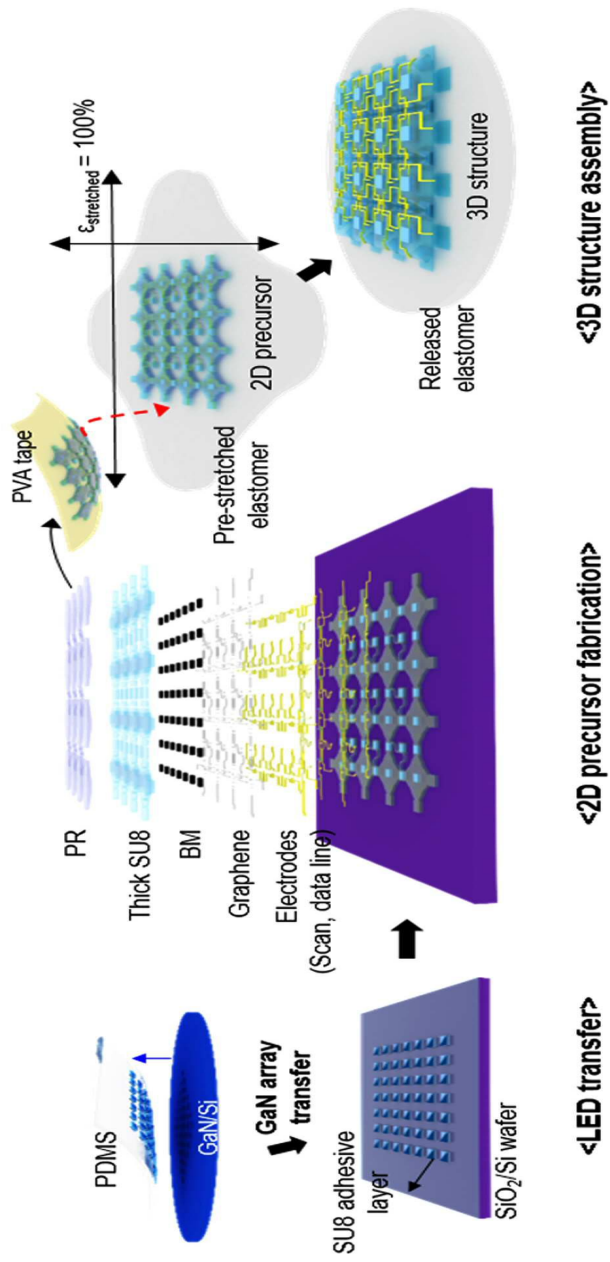 PDMS
GaN/Si
GaN array
transfer
SU8 adhesive
layer
SiO₂/Si wafer
<LED transfer>
PR
Thick SU8
BM
Graphene
Electrodes
(Scan, data line)
<2D precursor fabrication>
PVA tape
εstretched = 100%
Pre-stretched
elastomer
2D precursor
Released
elastomer
3D structure
<3D structure assembly>